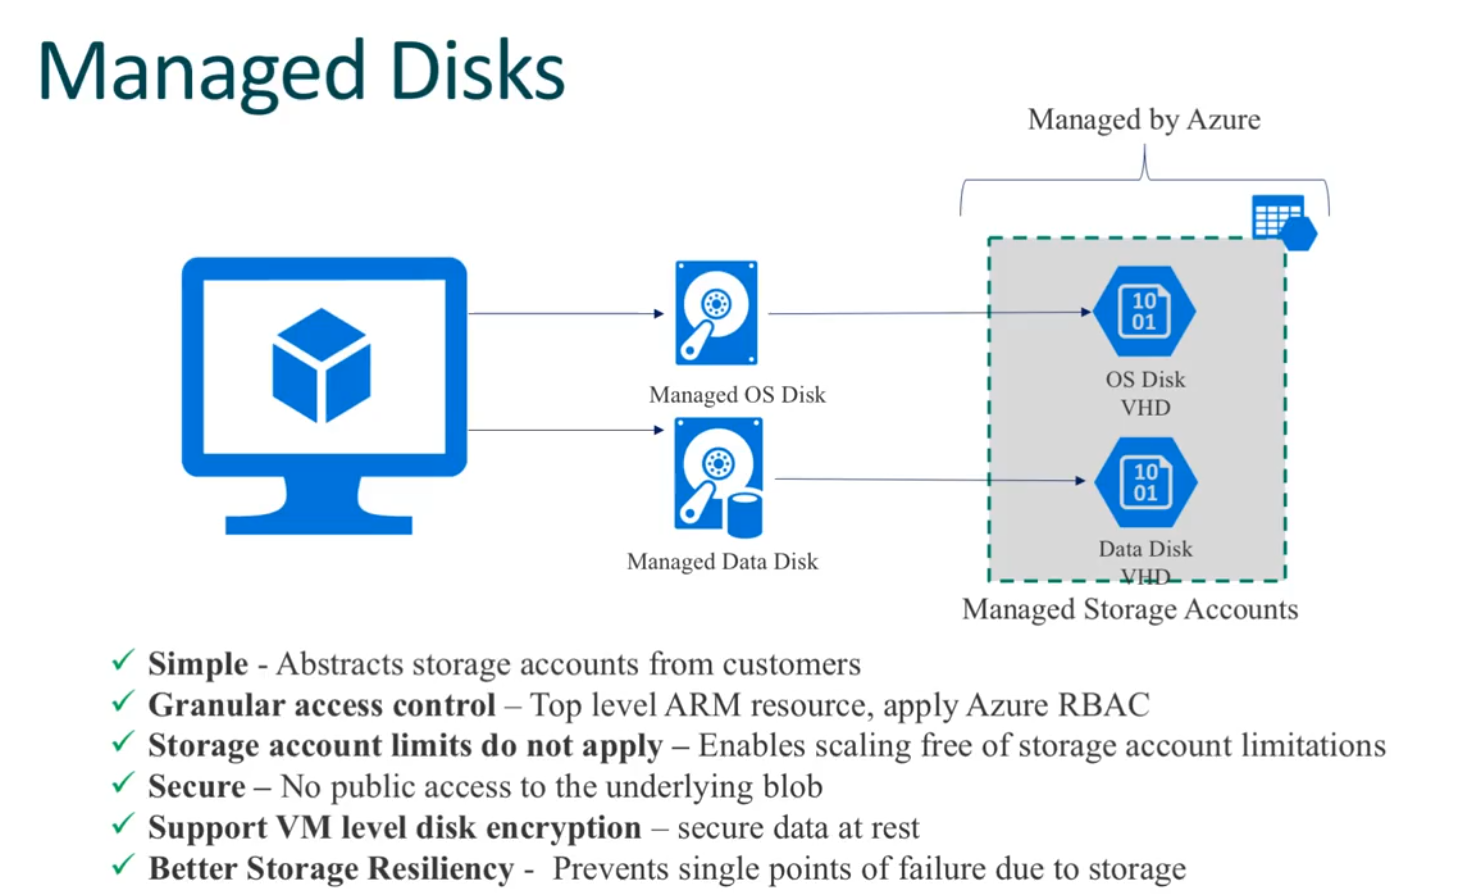 Managed Disks
Managed by Azure
10
01
OS Disk
VHD
Managed OS Disk
10
01
Data Disk
VHD
Managed Data Disk
Managed Storage Accounts
✓ Simple - Abstracts storage accounts from customers
✓ Granular access control – Top level ARM resource, apply Azure RBAC
✓ Storage account limits do not apply – Enables scaling free of storage account limitations
✓ Secure – No public access to the underlying blob
✓ Support VM level disk encryption – secure data at rest
✓ Better Storage Resiliency - Prevents single points of failure due to storage